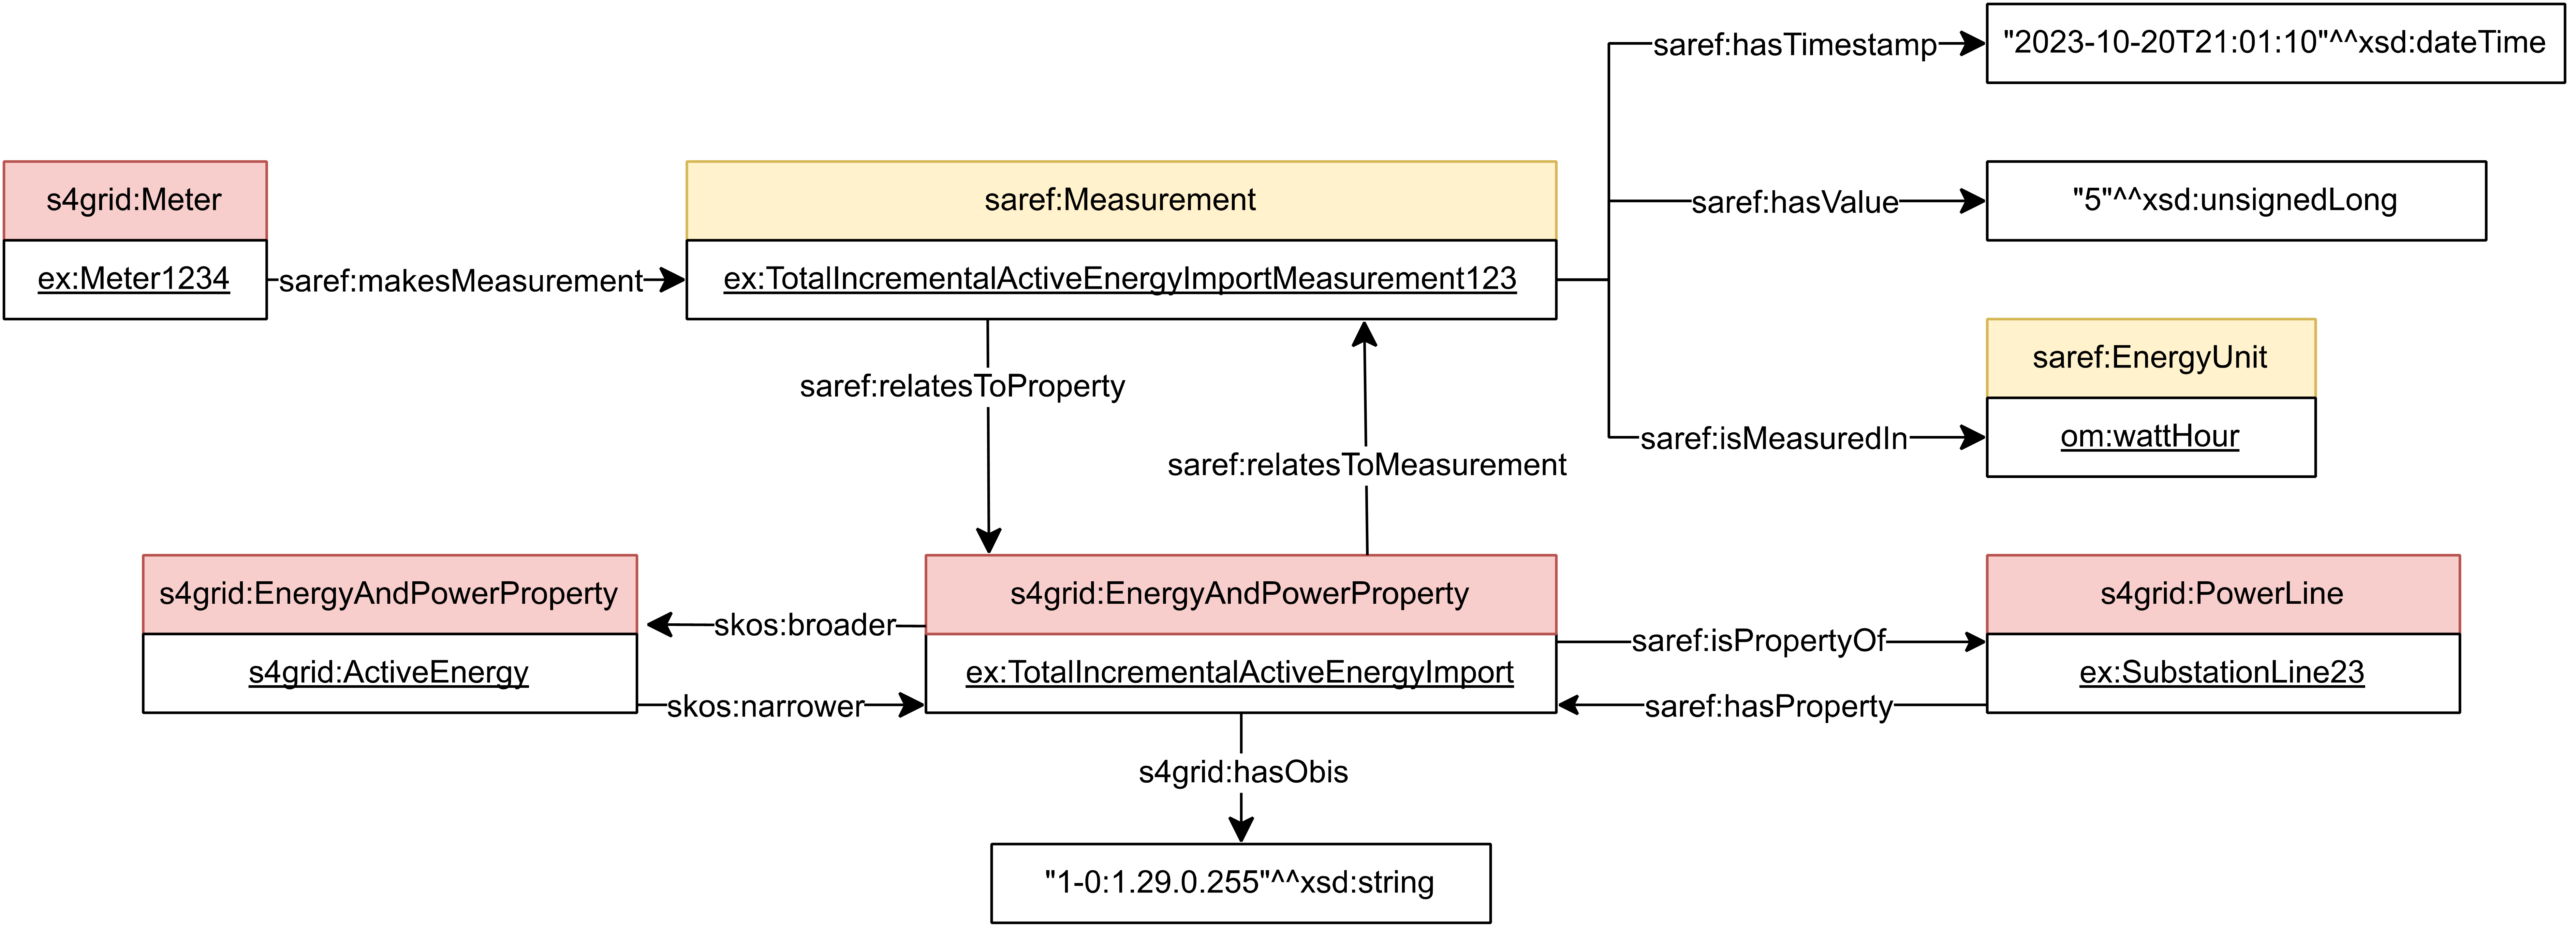 saref:hasTimestamp
"2023-10-20T21:01:10"^^xsd:dateTime
s4grid:Meter
ex:Meter1234
saref:makesMeasurement
saref:Measurement
ex:TotalIncrementalActiveEnergyImportMeasurement123
saref:hasValue
"5"^^xsd:unsignedLong
saref:EnergyUnit
om:wattHour
saref:isMeasuredIn
saref:relatesToProperty
saref:relatesToMeasurement
s4grid:EnergyAndPowerProperty
s4grid:ActiveEnergy
skos:broader
skos:narrower
s4grid:EnergyAndPowerProperty
ex:TotalIncrementalActiveEnergyImport
saref:isPropertyOf
saref:hasProperty
s4grid:PowerLine
ex:SubstationLine23
s4grid:hasObis
"1-0:1.29.0.255"^^xsd:string